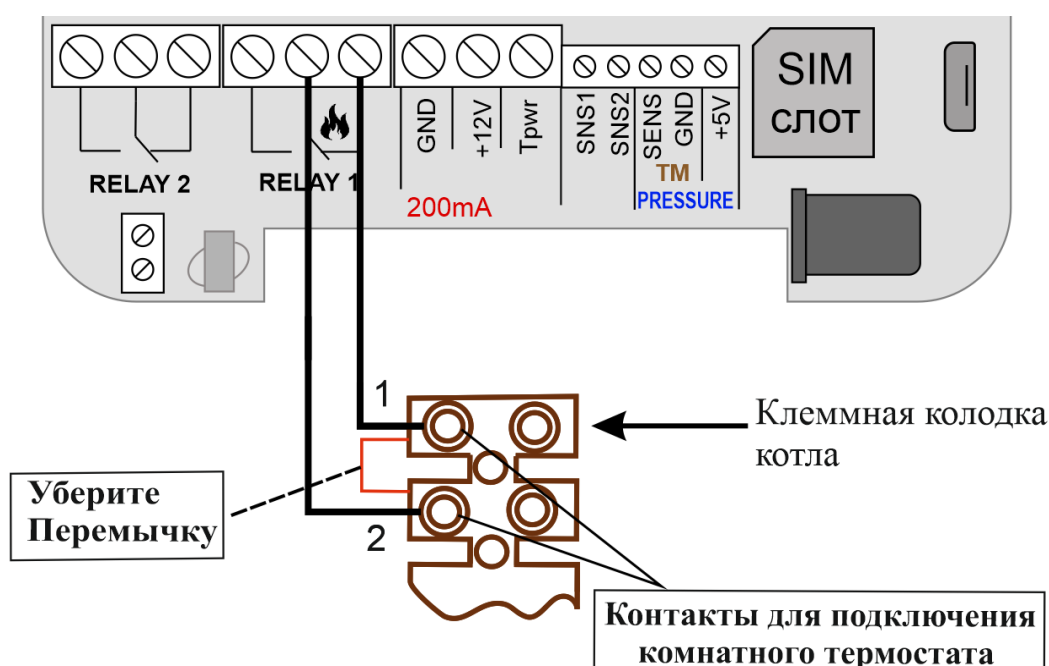 SIM
СЛОТ
GND
+12V
Tpwr
SNS1
SNS2
SENS
GND
+5V
TM
PRESSURE
RELAY 2
RELAY 1
200mA
1
Клеммная колодка
котла
Уберите
Перемычку
2
Контакты для подключения
комнатного термостата